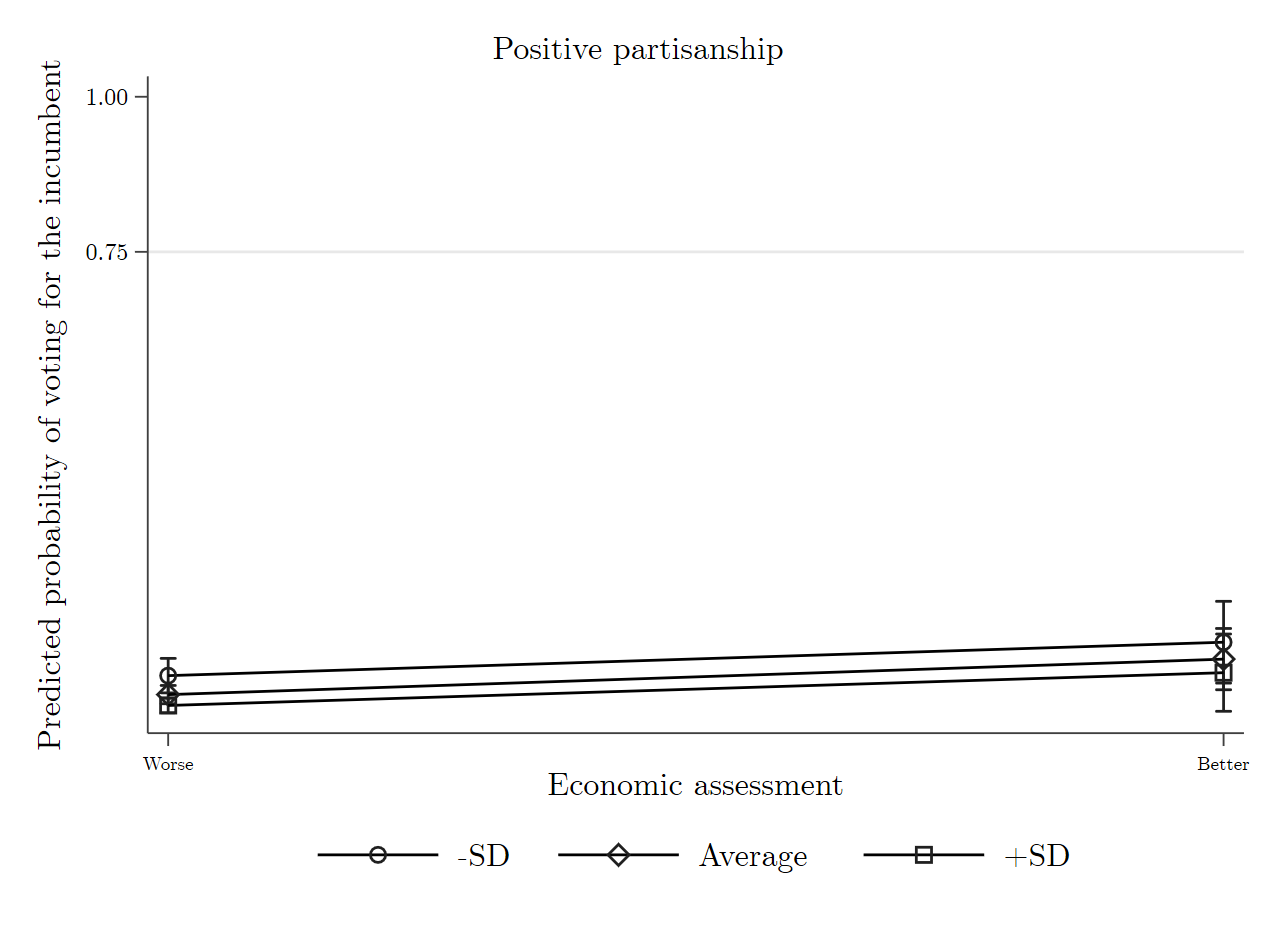 Positive partisanship
Predicted probability of voting for the incumbent
1.00
0.75
Worse
Better
Economic assessment
-SD
Average
+SD